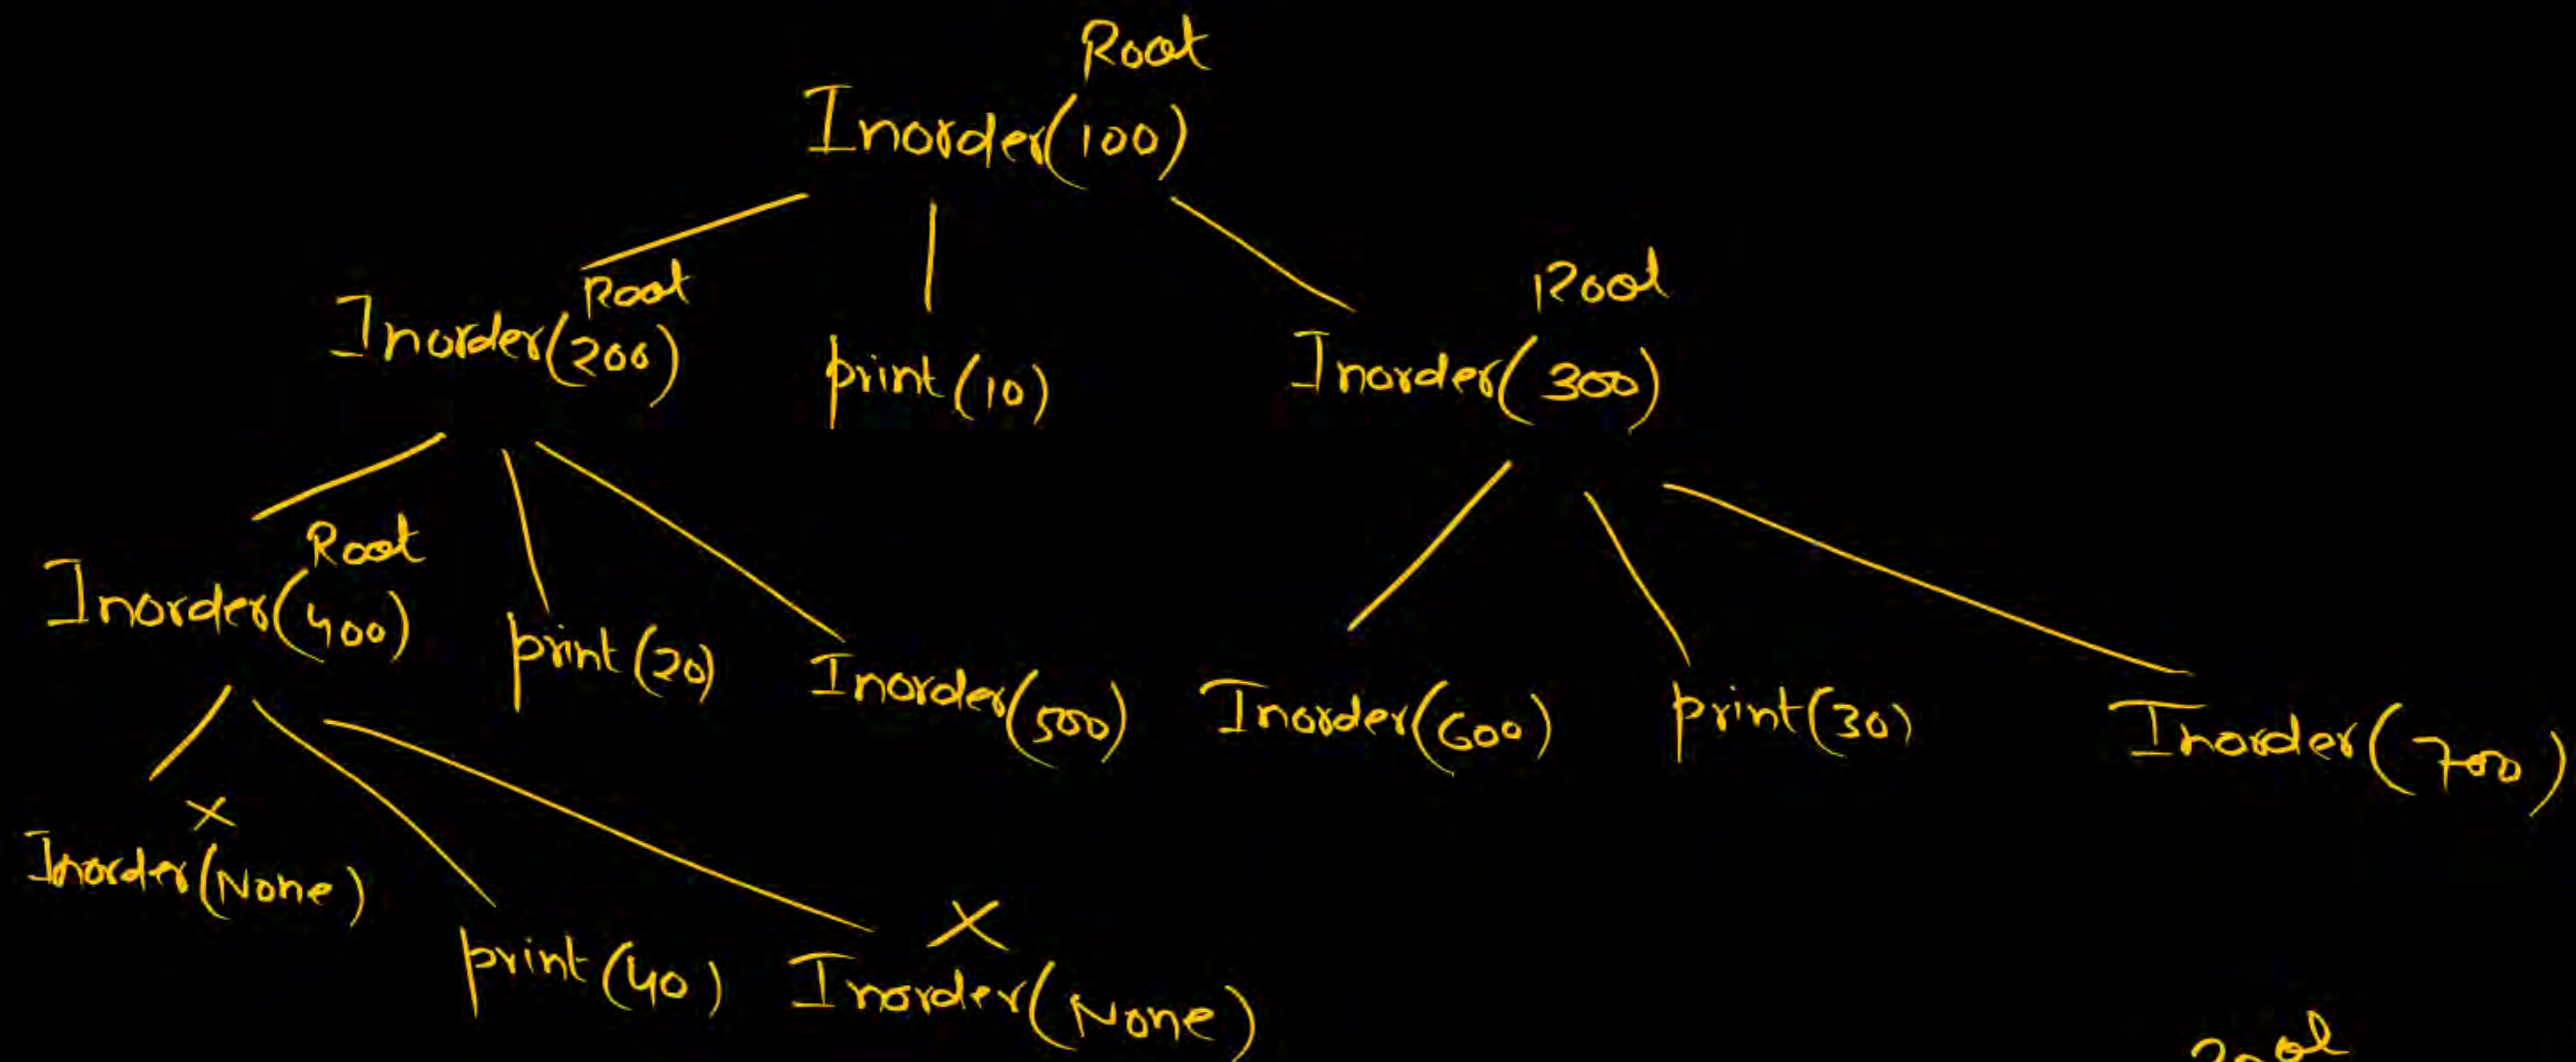 Root
Inorder(100)
Root
Root
Inorder(200)
print(10)
Inorder(300)
Root
Inorder(400)
print(20)
Inorder(500)
Inorder(600)
print(30)
Inorder(700)
X
Inorder(None)
X
print(40)
Inorder(None)